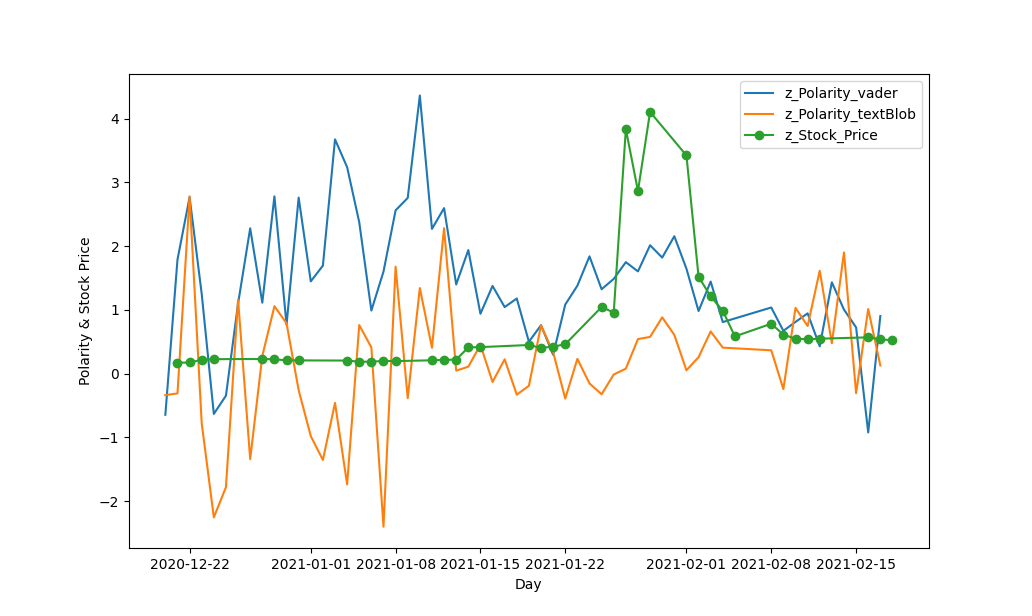 z_Polarity_vader
z_Polarity_textBlob
z_Stock_Price
Polarity & Stock Price
4
3
2
1
0
−1
−2
2020-12-22 2021-01-01 2021-01-08 2021-01-15 2021-01-22 2021-02-01 2021-02-08 2021-02-15
Day